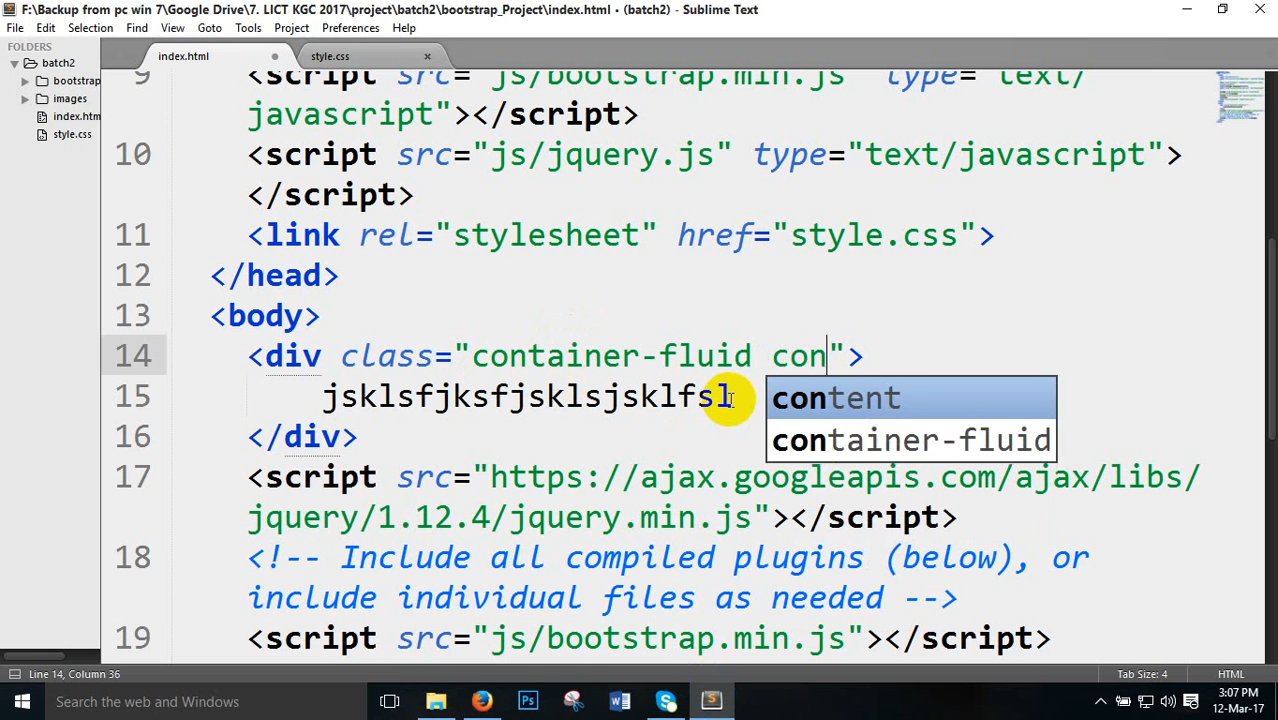 F:\Backup from pc win 7\Google Drive\7. LICT KGC 2017\project\batch2\bootstrap_Project\index.html • (batch2) - Sublime Text
File Edit Selection Find View Goto Tools Project Preferences Help
FOLDERS
batch2
bootstrap
images
index.htm
style.css
index.html
style.css
9 <script src="js/bootstrap.min.js" type="text/
javascript"></script>
10 <script src="js/jquery.js" type="text/javascript">
</script>
11 <link rel="stylesheet" href="style.css">
12 </head>
13 <body>
14 <div class="container-fluid con">
15 jsklsfjksfjsklsjsklfsl
content
container-fluid
16 </div>
17 <script src="https://ajax.googleapis.com/ajax/libs/
jquery/1.12.4/jquery.min.js"></script>
18 <!-- Include all compiled plugins (below), or
include individual files as needed -->
19 <script src="js/bootstrap.min.js"></script>
Line 14, Column 36
Tab Size: 4
HTML
Search the web and Windows
3:07 PM
12-Mar-17